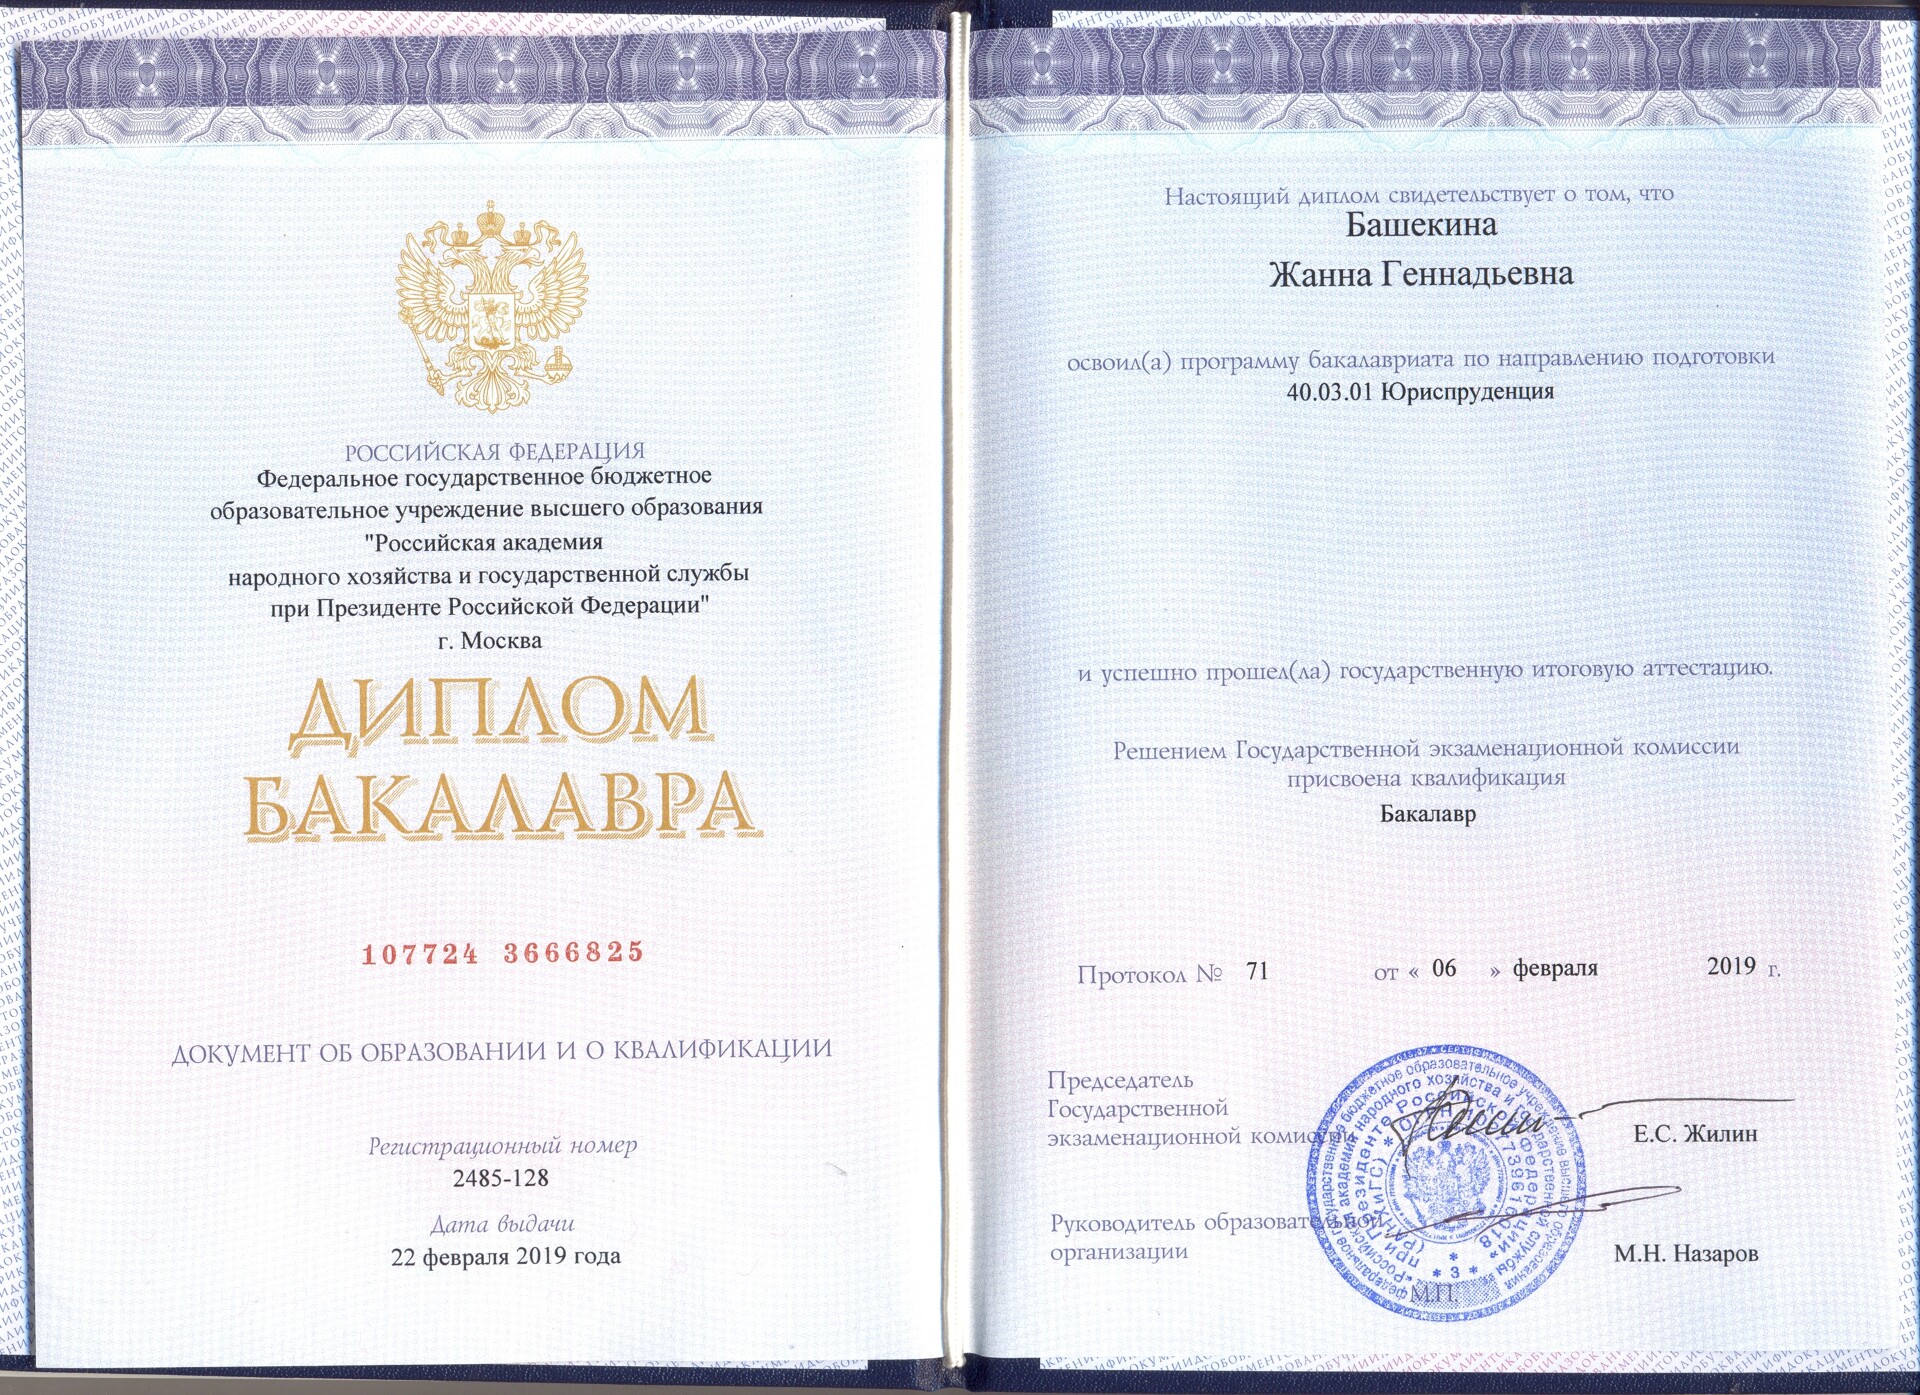 РОССИЙСКАЯ ФЕДЕРАЦИЯ
Федеральное государственное бюджетное
образовательное учреждение высшего образования
"Российская академия
народного хозяйства и государственной службы
при Президенте Российской Федерации"
г. Москва
ДИПЛОМ
БАКАЛАВРА
107724 3666825
ДОКУМЕНТ ОБ ОБРАЗОВАНИИ И О КВАЛИФИКАЦИИ
Регистрационный номер
2485-128
Дата выдачи
22 февраля 2019 года
Настоящий диплом свидетельствует о том, что
Башекина
Жанна Геннадьевна
освоил(а) программу бакалавриата по направлению подготовки
40.03.01 Юриспруденция
и успешно прошел(ла) государственную итоговую аттестацию.
Решением Государственной экзаменационной комиссии
присвоена квалификация
Бакалавр
Протокол № 71 от « 06 » февраля 2019 г.
Председатель
Государственной
экзаменационной комиссии
Е.С. Жилин
Руководитель образовательной
организации
М.Н. Назаров
М.П.